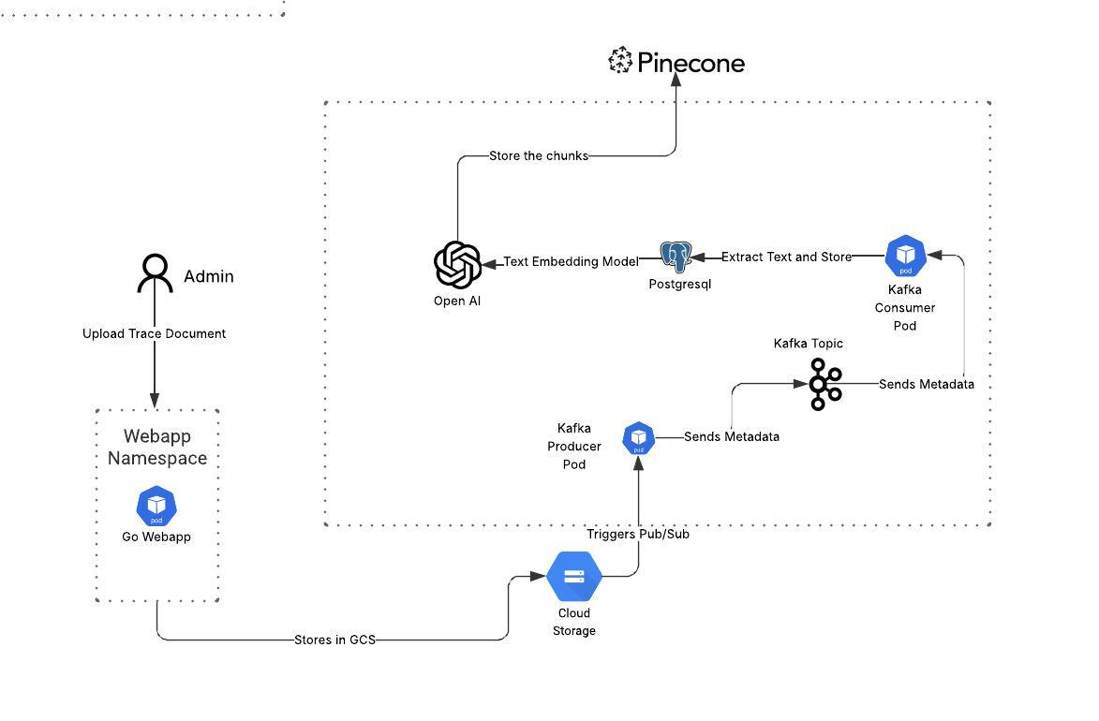 Pinecone
Store the chunks
Admin
Text Embedding Model
Extract Text and Store
Open AI
Postgresql
Kafka
Consumer
Pod
pod
Upload Trace Document
Kafka Topic
Sends Metadata
Webapp
Namespace
pod
Go Webapp
Kafka
Producer
Pod
pod
Sends Metadata
Triggers Pub/Sub
Cloud
Storage
Stores in GCS